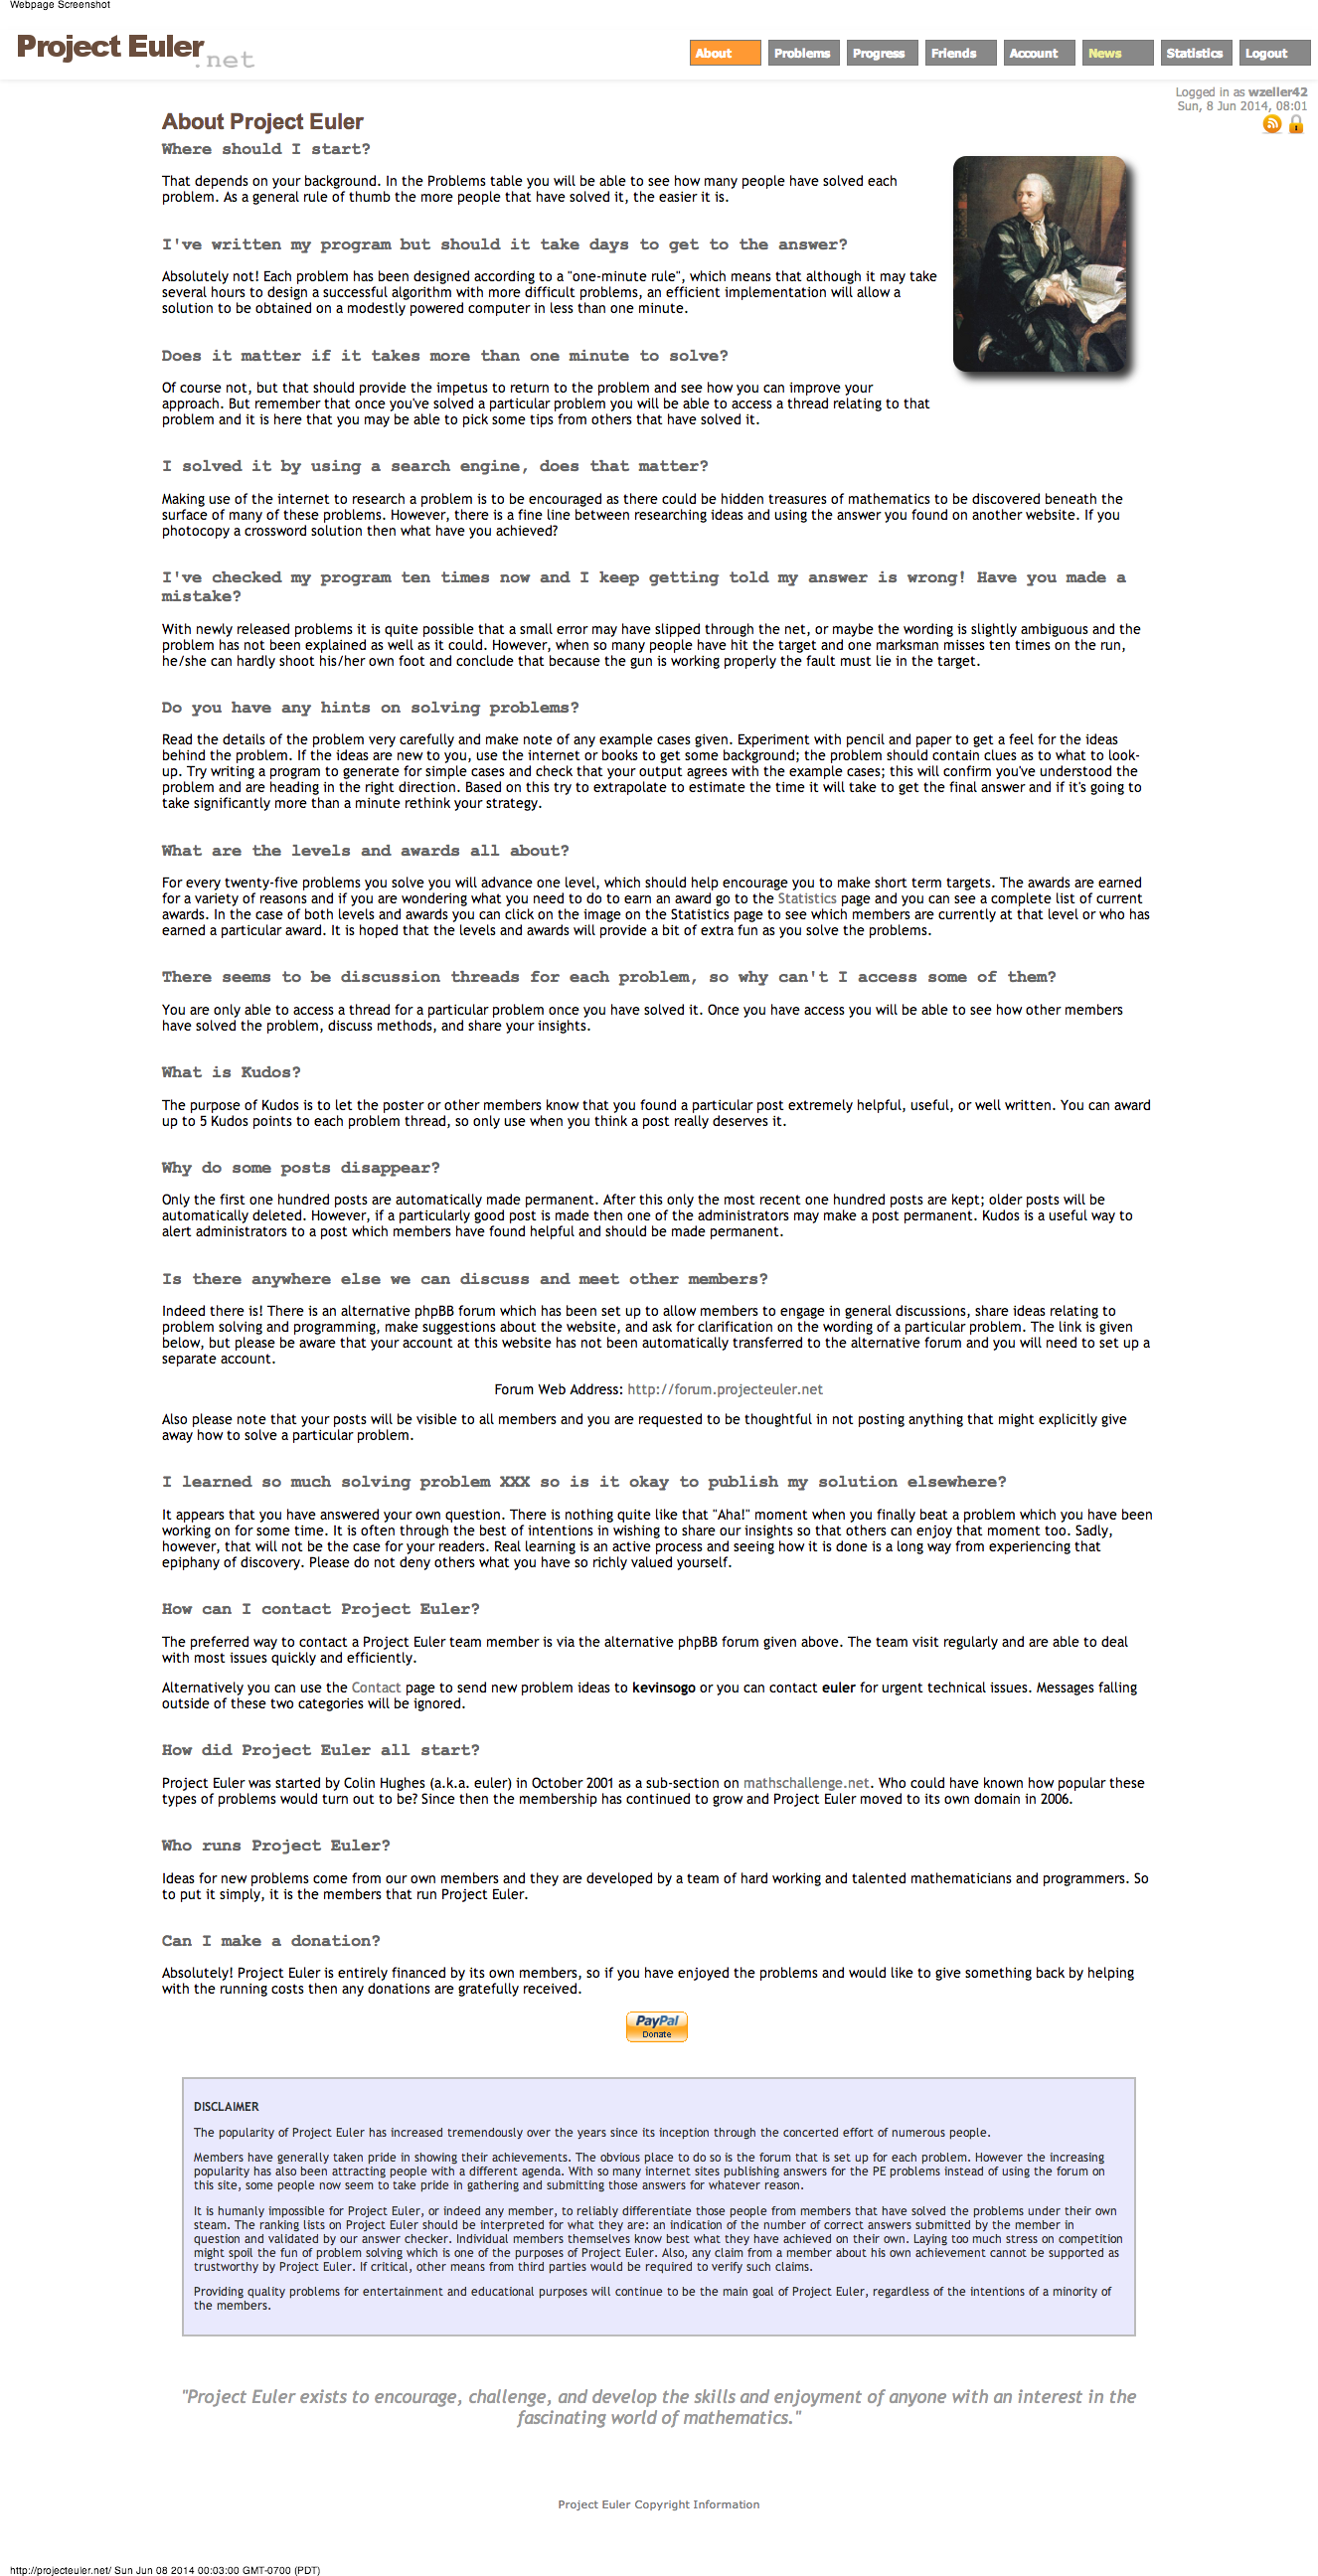 Webpage Screenshot
Project Euler
.net
About Problems Progress Friends Account News Statistics Logout
Logged in as wzeller42
Sun, 8 Jun 2014, 08:01
About Project Euler
Where should I start?
That depends on your background. In the Problems table you will be able to see how many people have solved each
problem. As a general rule of thumb the more people that have solved it, the easier it is.
I've written my program but should it take days to get to the answer?
Absolutely not! Each problem has been designed according to a "one-minute rule", which means that although it may take
several hours to design a successful algorithm with more difficult problems, an efficient implementation will allow a
solution to be obtained on a modestly powered computer in less than one minute.
Does it matter if it takes more than one minute to solve?
Of course not, but that should provide the impetus to return to the problem and see how you can improve your
approach. But remember that once you've solved a particular problem you will be able to access a thread relating to that
problem and it is here that you may be able to pick some tips from others that have solved it.
I solved it by using a search engine, does that matter?
Making use of the internet to research a problem is to be encouraged as there could be hidden treasures of mathematics to be discovered beneath the
surface of many of these problems. However, there is a fine line between researching ideas and using the answer you found on another website. If you
photocopy a crossword solution then what have you achieved?
I've checked my program ten times now and I keep getting told my answer is wrong! Have you made a
mistake?
With newly released problems it is quite possible that a small error may have slipped through the net, or maybe the wording is slightly ambiguous and the
problem has not been explained as well as it could. However, when so many people have hit the target and one marksman misses ten times on the run,
he/she can hardly shoot his/her own foot and conclude that because the gun is working properly the fault must lie in the target.
Do you have any hints on solving problems?
Read the details of the problem very carefully and make note of any example cases given. Experiment with pencil and paper to get a feel for the ideas
behind the problem. If the ideas are new to you, use the internet or books to get some background; the problem should contain clues as to what to look-
up. Try writing a program to generate for simple cases and check that your output agrees with the example cases; this will confirm you've understood the
problem and are heading in the right direction. Based on this try to extrapolate to estimate the time it will take to get the final answer and if it's going to
take significantly more than a minute rethink your strategy.
What are the levels and awards all about?
For every twenty-five problems you solve you will advance one level, which should help encourage you to make short term targets. The awards are earned
for a variety of reasons and if you are wondering what you need to do to earn an award go to the Statistics page and you can see a complete list of current
awards. In the case of both levels and awards you can click on the image on the Statistics page to see which members are currently at that level or who has
earned a particular award. It is hoped that the levels and awards will provide a bit of extra fun as you solve the problems.
There seems to be discussion threads for each problem, so why can't I access some of them?
You are only able to access a thread for a particular problem once you have solved it. Once you have access you will be able to see how other members
have solved the problem, discuss methods, and share your insights.
What is Kudos?
The purpose of Kudos is to let the poster or other members know that you found a particular post extremely helpful, useful, or well written. You can award
up to 5 Kudos points to each problem thread, so only use when you think a post really deserves it.
Why do some posts disappear?
Only the first one hundred posts are automatically made permanent. After this only the most recent one hundred posts are kept; older posts will be
automatically deleted. However, if a particularly good post is made then one of the administrators may make a post permanent. Kudos is a useful way to
alert administrators to a post which members have found helpful and should be made permanent.
Is there anywhere else we can discuss and meet other members?
Indeed there is! There is an alternative phpBB forum which has been set up to allow members to engage in general discussions, share ideas relating to
problem solving and programming, make suggestions about the website, and ask for clarification on the wording of a particular problem. The link is given
below, but please be aware that your account at this website has not been automatically transferred to the alternative forum and you will need to set up a
separate account.
Forum Web Address: http://forum.projecteuler.net
Also please note that your posts will be visible to all members and you are requested to be thoughtful in not posting anything that might explicitly give
away how to solve a particular problem.
I learned so much solving problem XXX so is it okay to publish my solution elsewhere?
It appears that you have answered your own question. There is nothing quite like that "Aha!" moment when you finally beat a problem which you have been
working on for some time. It is often through the best of intentions in wishing to share our insights so that others can enjoy that moment too. Sadly,
however, that will not be the case for your readers. Real learning is an active process and seeing how it is done is a long way from experiencing that
epiphany of discovery. Please do not deny others what you have so richly valued yourself.
How can I contact Project Euler?
The preferred way to contact a Project Euler team member is via the alternative phpBB forum given above. The team visit regularly and are able to deal
with most issues quickly and efficiently.
Alternatively you can use the Contact page to send new problem ideas to kevinsogo or you can contact euler for urgent technical issues. Messages falling
outside of these two categories will be ignored.
How did Project Euler all start?
Project Euler was started by Colin Hughes (a.k.a. euler) in October 2001 as a sub-section on mathschallenge.net. Who could have known how popular these
types of problems would turn out to be? Since then the membership has continued to grow and Project Euler moved to its own domain in 2006.
Who runs Project Euler?
Ideas for new problems come from our own members and they are developed by a team of hard working and talented mathematicians and programmers. So
to put it simply, it is the members that run Project Euler.
Can I make a donation?
Absolutely! Project Euler is entirely financed by its own members, so if you have enjoyed the problems and would like to give something back by helping
with the running costs then any donations are gratefully received.
PayPal
Donate
DISCLAIMER
The popularity of Project Euler has increased tremendously over the years since its inception through the concerted effort of numerous people.
Members have generally taken pride in showing their achievements. The obvious place to do so is the forum that is set up for each problem. However the increasing
popularity has also been attracting people with a different agenda. With so many internet sites publishing answers for the PE problems instead of using the forum on
this site, some people now seem to take pride in gathering and submitting those answers for whatever reason.
It is humanly impossible for Project Euler, or indeed any member, to reliably differentiate those people from members that have solved the problems under their own
steam. The ranking lists on Project Euler should be interpreted for what they are: an indication of the number of correct answers submitted by the member in
question and validated by our answer checker. Individual members themselves know best what they have achieved on their own. Laying too much stress on competition
might spoil the fun of problem solving which is one of the purposes of Project Euler. Also, any claim from a member about his own achievement cannot be supported as
trustworthy by Project Euler. If critical, other means from third parties would be required to verify such claims.
Providing quality problems for entertainment and educational purposes will continue to be the main goal of Project Euler, regardless of the intentions of a minority of
the members.
"Project Euler exists to encourage, challenge, and develop the skills and enjoyment of anyone with an interest in the
fascinating world of mathematics."
Project Euler Copyright Information
http://projecteuler.net/ Sun Jun 08 2014 00:03:00 GMT-0700 (PDT)